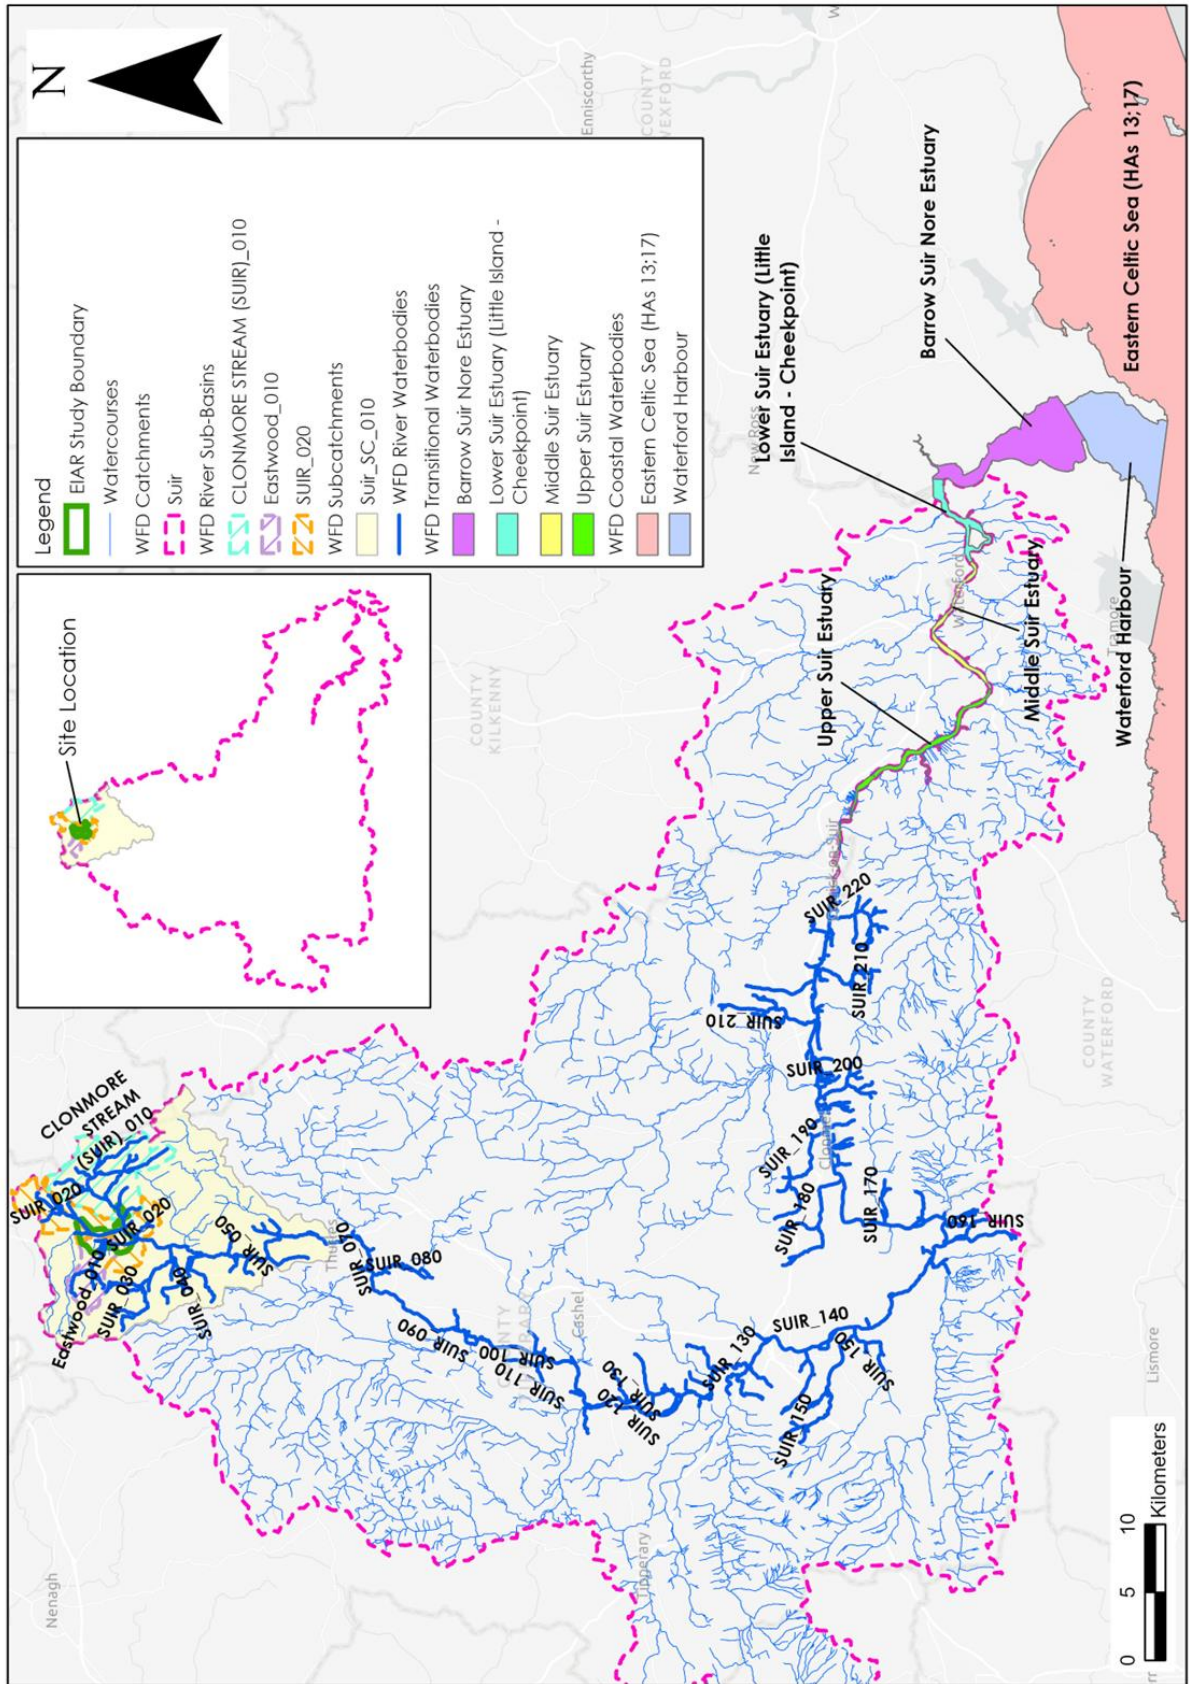 N
Legend
EIAR Study Boundary
Watercourses
WFD Catchments
Suir
WFD River Sub-Basins
CLONMORE STREAM (SUIR)_010
Eastwood_010
SUIR_020
WFD Subcatchments
Suir_SC_010
WFD River Waterbodies
WFD Transitional Waterbodies
Barrow Suir Nore Estuary
Lower Suir Estuary (Little Island -
Cheekpoint)
Middle Suir Estuary
Upper Suir Estuary
WFD Coastal Waterbodies
Eastern Celtic Sea (HAs 13;17)
Waterford Harbour
Site Location
Nenagh
CLONMORE
STREAM
(SUIR)_010
SUIR_020
SUIR_020
Eastwood_010
SUIR_030
SUIR_040
SUIR_050
Thurles
SUIR_070
SUIR_080
SUIR_090
SUIR_100
SUIR_110
Cashel
SUIR_120
SUIR_130
SUIR_130
SUIR_140
SUIR_150
SUIR_150
SUIR_160
SUIR_170
SUIR_180
SUIR_190
SUIR_200
SUIR_210
SUIR_210
SUIR_220
Tipperary
Lismore
COUNTY
KILKENNY
COUNTY
WATERFORD
Enniscorthy
COUNTY
WEXFORD
New Ross
Waterford
Tramore
Upper Suir Estuary
Middle Suir Estuary
Lower Suir Estuary (Little
Island - Cheekpoint)
Barrow Suir Nore Estuary
Waterford Harbour
Eastern Celtic Sea (HAs 13;17)
0 5 10
Kilometers